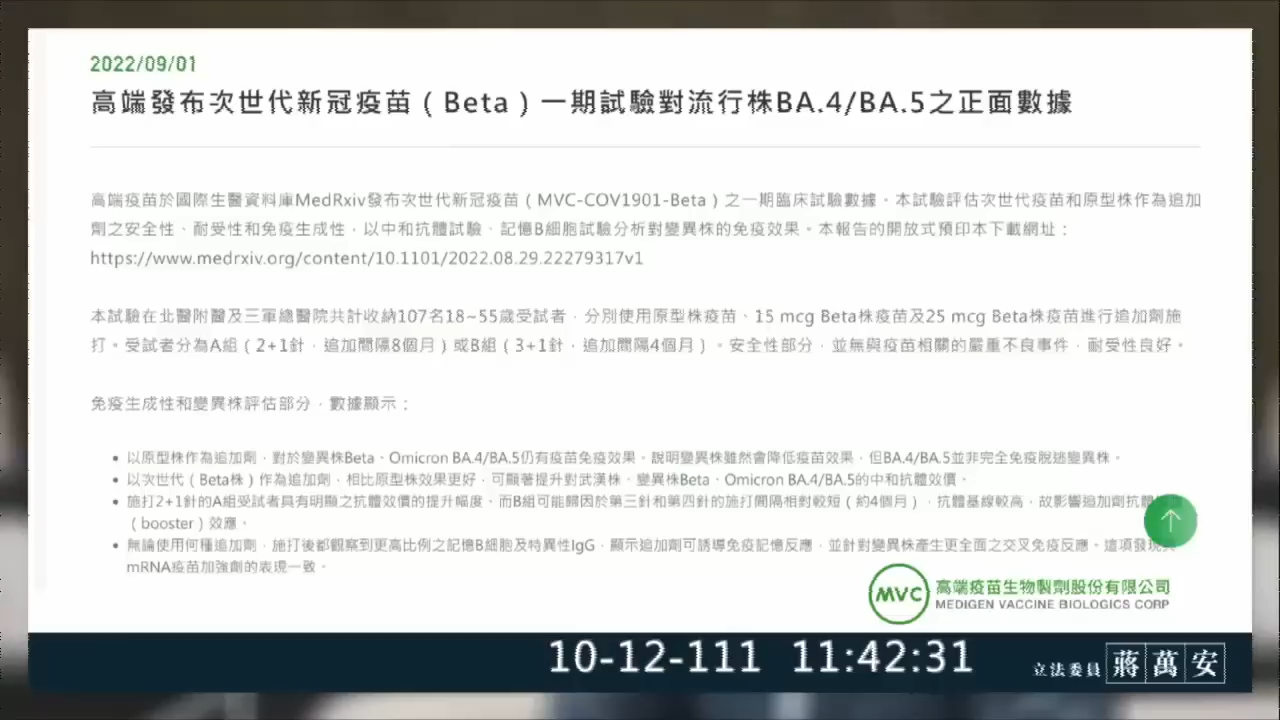 2022/09/01
高端發布次世代新冠疫苗（Beta）一期試驗對流行株BA.4/BA.5之正面數據
高端疫苗於國際生醫資料庫MedRxiv發布次世代新冠疫苗（MVC-COV1901-Beta）之一期臨床試驗數據。本試驗評估次世代疫苗和原型株作為追加
劑之安全性、耐受性和免疫生成性，以中和抗體試驗、記憶B細胞試驗分析對變異株的免疫效果。本報告的開放式預印本下載網址：
https://www.medrxiv.org/content/10.1101/2022.08.29.22279317v1
本試驗在北醫附醫及三軍總醫院共計收納107名18~55歲受試者，分別使用原型株疫苗、15 mcg Beta株疫苗及25 mcg Beta株疫苗進行追加劑施
打。受試者分為A組（2+1針，追加間隔8個月）或B組（3+1針，追加間隔4個月）。安全性部分，並無與疫苗相關的嚴重不良事件，耐受性良好。
免疫生成性和變異株評估部分，數據顯示：
• 以原型株作為追加劑，對於變異株Beta、Omicron BA.4/BA.5仍有疫苗免疫效果。說明變異株雖然會降低疫苗效果，但BA.4/BA.5並非完全免疫脫逃變異株。
• 以次世代（Beta株）作為追加劑，相比原型株效果更好，可顯著提升對武漢株、變異株Beta、Omicron BA.4/BA.5的中和抗體效價。
• 施打2+1針的A組受試者具有明顯之抗體效價的提升幅度，而B組可能歸因於第三針和第四針的施打間隔相對較短（約4個月），抗體基線較高，故影響追加劑抗體
（booster）效應。
• 無論使用何種追加劑，施打後都觀察到更高比例之記憶B細胞及特異性IgG，顯示追加劑可誘導免疫記憶反應，並針對變異株產生更全面之交叉免疫反應。這項發現
mRNA疫苗加強劑的表現一致。
MVC 高端疫苗生物製劑股份有限公司
MEDIGEN VACCINE BIOLOGICS CORP
10-12-111 11:42:31
立法委員 蔣萬安